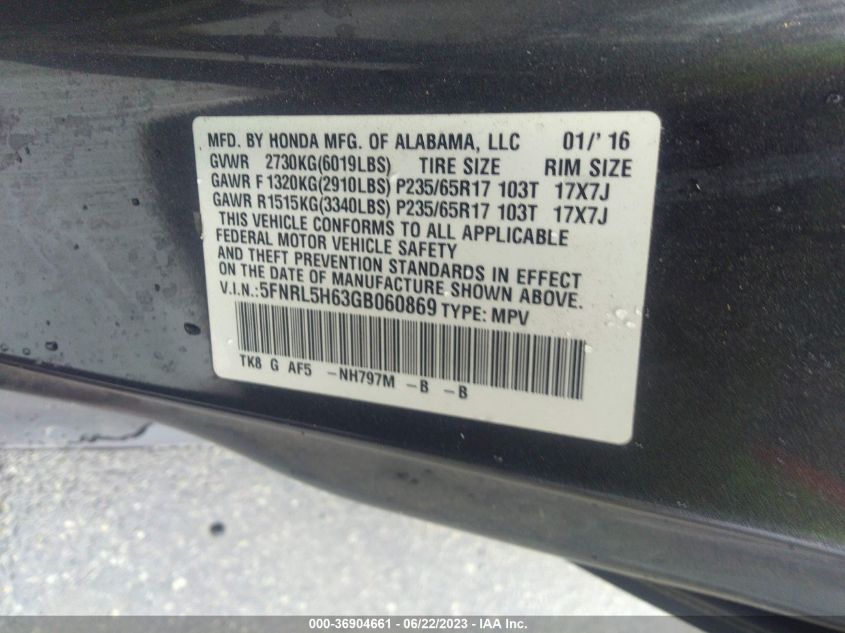 MFD. BY HONDA MFG. OF ALABAMA, LLC 01/'16
GVWR 2730KG(6019LBS) TIRE SIZE RIM SIZE
GAWR F 1320KG(2910LBS) P235/65R17 103T 17X7J
GAWR R1515KG(3340LBS) P235/65R17 103T 17X7J
THIS VEHICLE CONFORMS TO ALL APPLICABLE
FEDERAL MOTOR VEHICLE SAFETY
AND THEFT PREVENTION STANDARDS IN EFFECT
ON THE DATE OF MANUFACTURE SHOWN ABOVE.
V.I.N.:5FNRL5H63GB060869 TYPE: MPV
TK8 G AF5 -NH797M -B -B
000-36904661 - 06/22/2023 - IAA Inc.